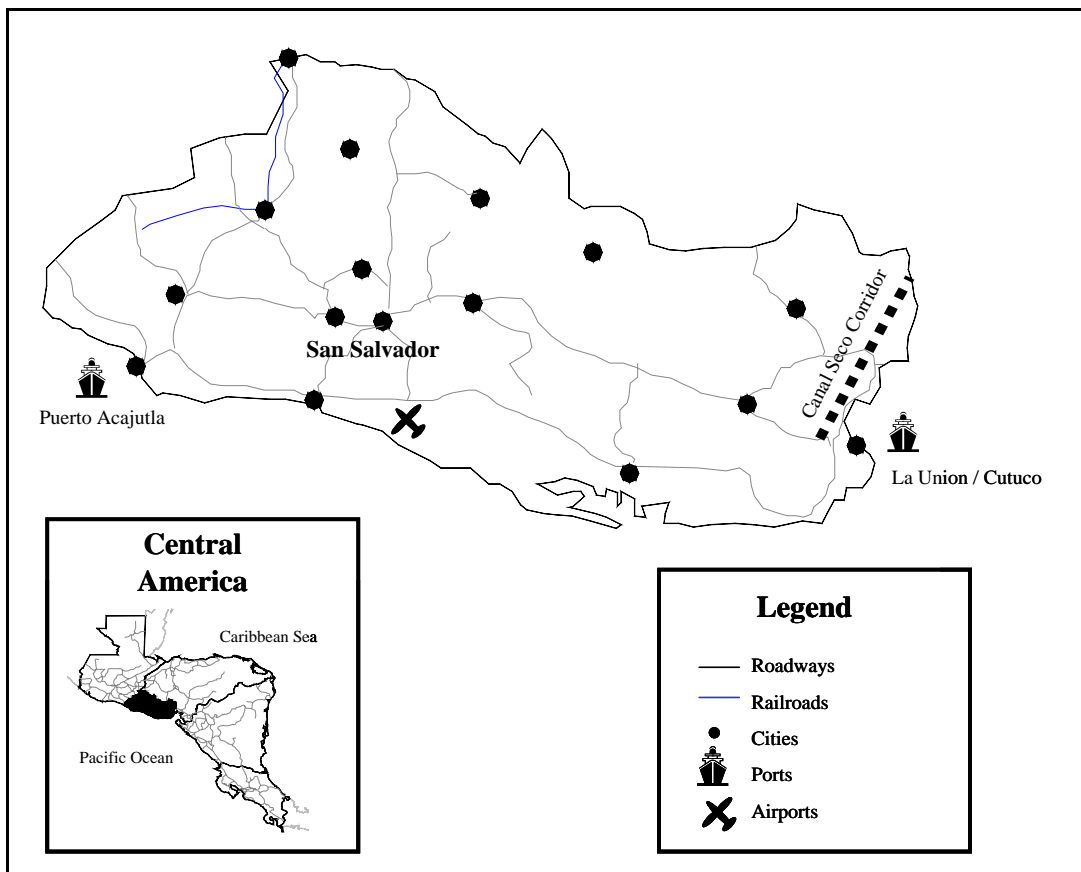 San Salvador
Canal Seco Corridor
Puerto Acajutla
La Union / Cutuco
Central
America
Caribbean Sea
Pacific Ocean
Legend
Roadways
Railroads
Cities
Ports
Airports